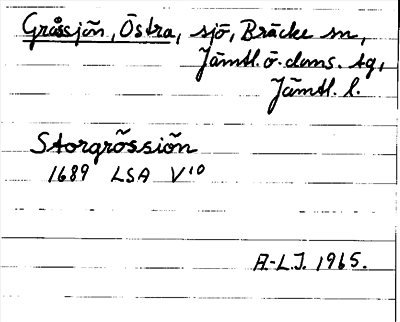 Gråssjön, Östra, sjö, Bräcke sn,
Jämtl. ö. doms. tg,
Jämtl. l.
Storgrössiön
1689 LSA V¹⁰
A-L.J. 1965.